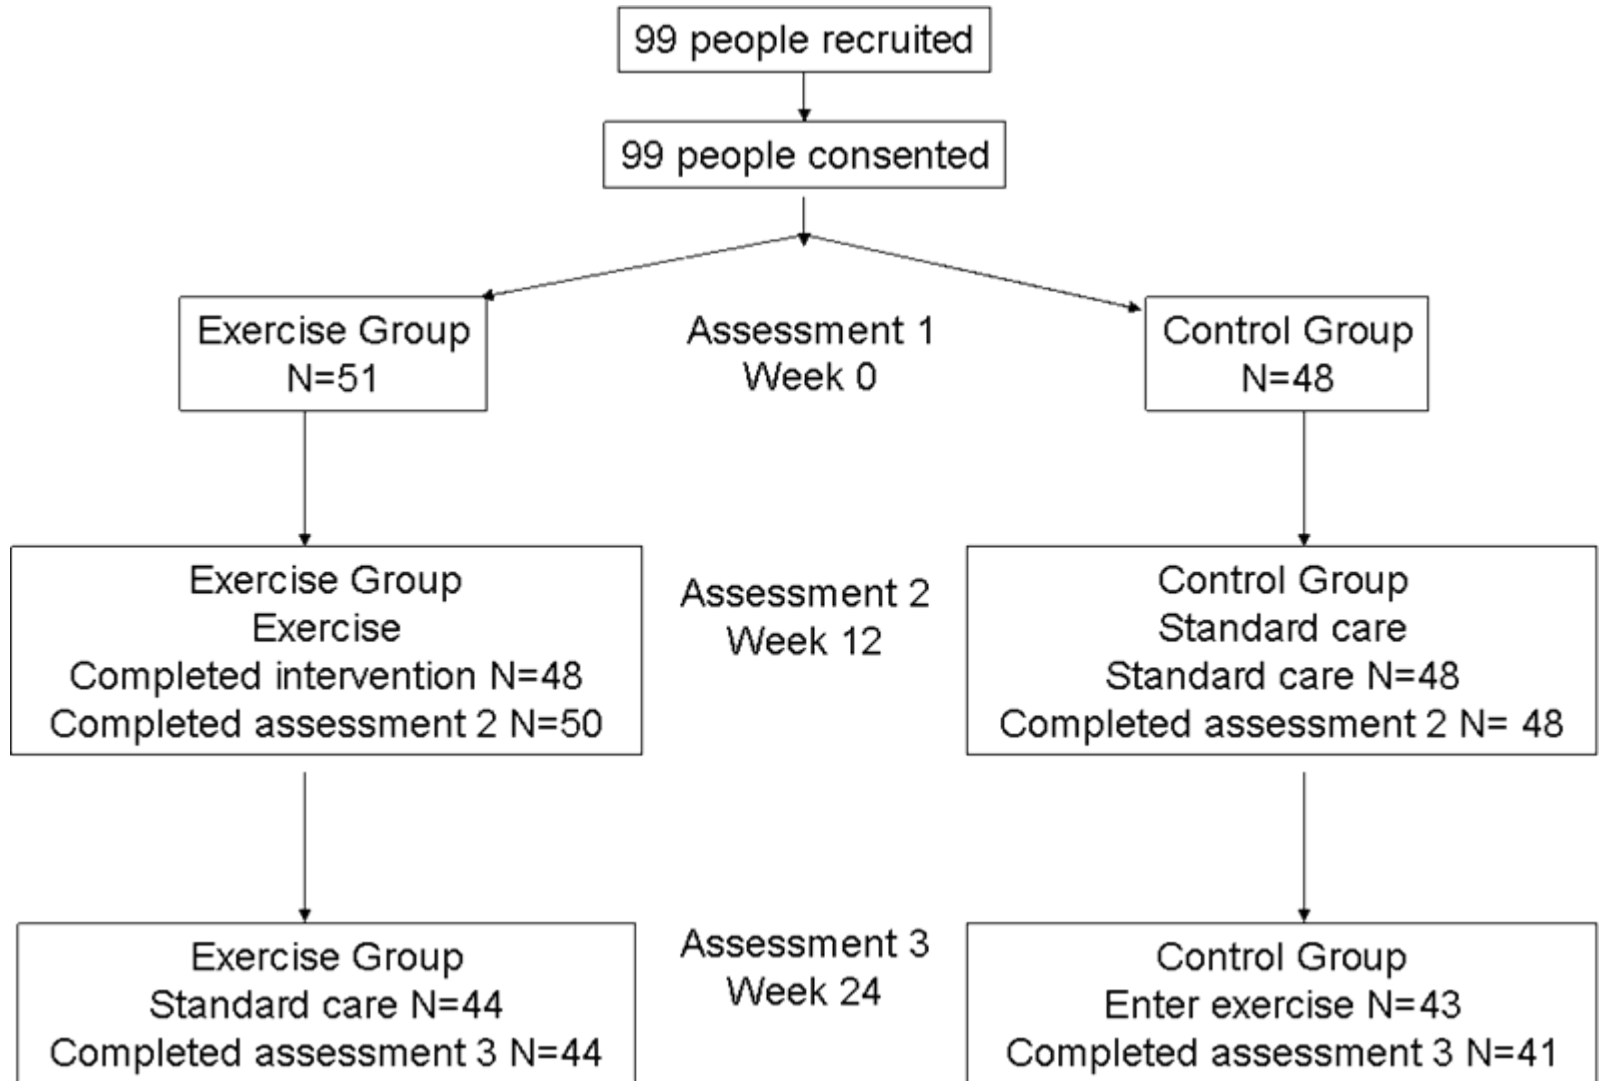 99 people recruited
99 people consented
Exercise Group
N=51
Assessment 1
Week 0
Control Group
N=48
Exercise Group
Exercise
Completed intervention N=48
Completed assessment 2 N=50
Assessment 2
Week 12
Control Group
Standard care
Standard care N=48
Completed assessment 2 N= 48
Exercise Group
Standard care N=44
Completed assessment 3 N=44
Assessment 3
Week 24
Control Group
Enter exercise N=43
Completed assessment 3 N=41